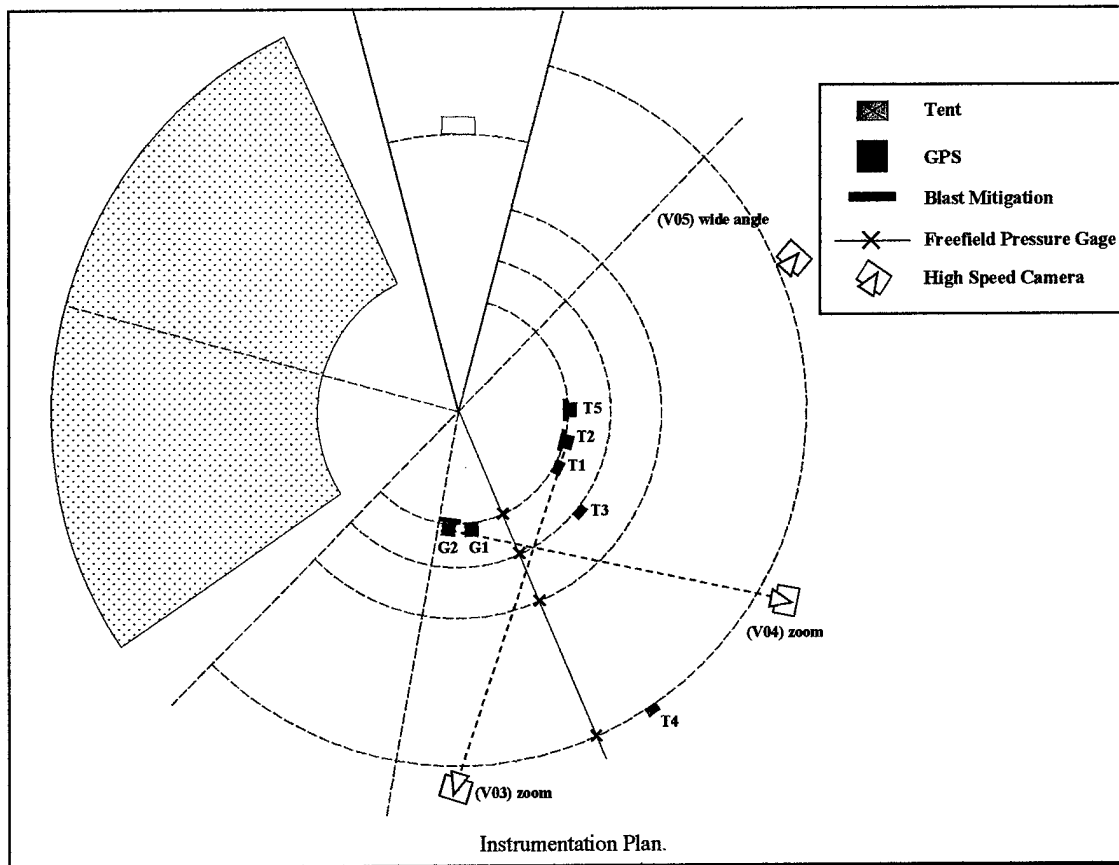 Tent
GPS
Blast Mitigation
Freefield Pressure Gage
High Speed Camera
(V05) wide angle
T5
T2
T1
T3
G2 G1
(V04) zoom
T4
(V03) zoom
Instrumentation Plan.